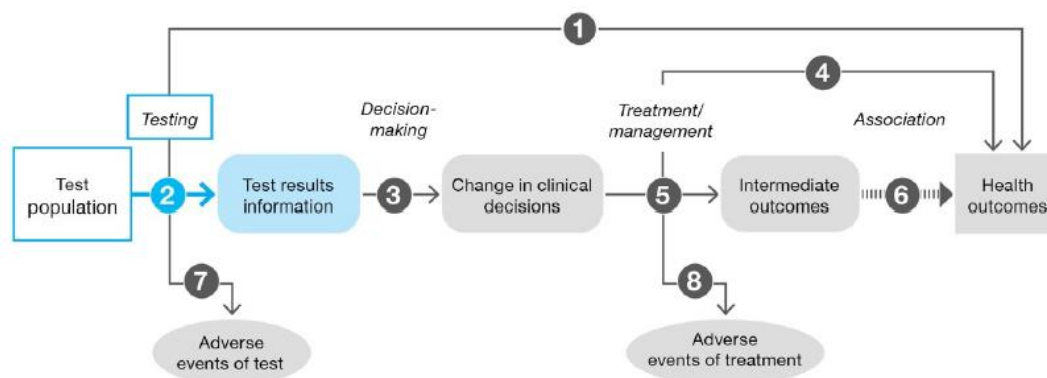 1
4
Testing
Decision-
making
Treatment/
management
Association
Test
population
2
Test results
information
3
Change in clinical
decisions
5
Intermediate
outcomes
6
Health
outcomes
7
8
Adverse
events of test
Adverse
events of treatment